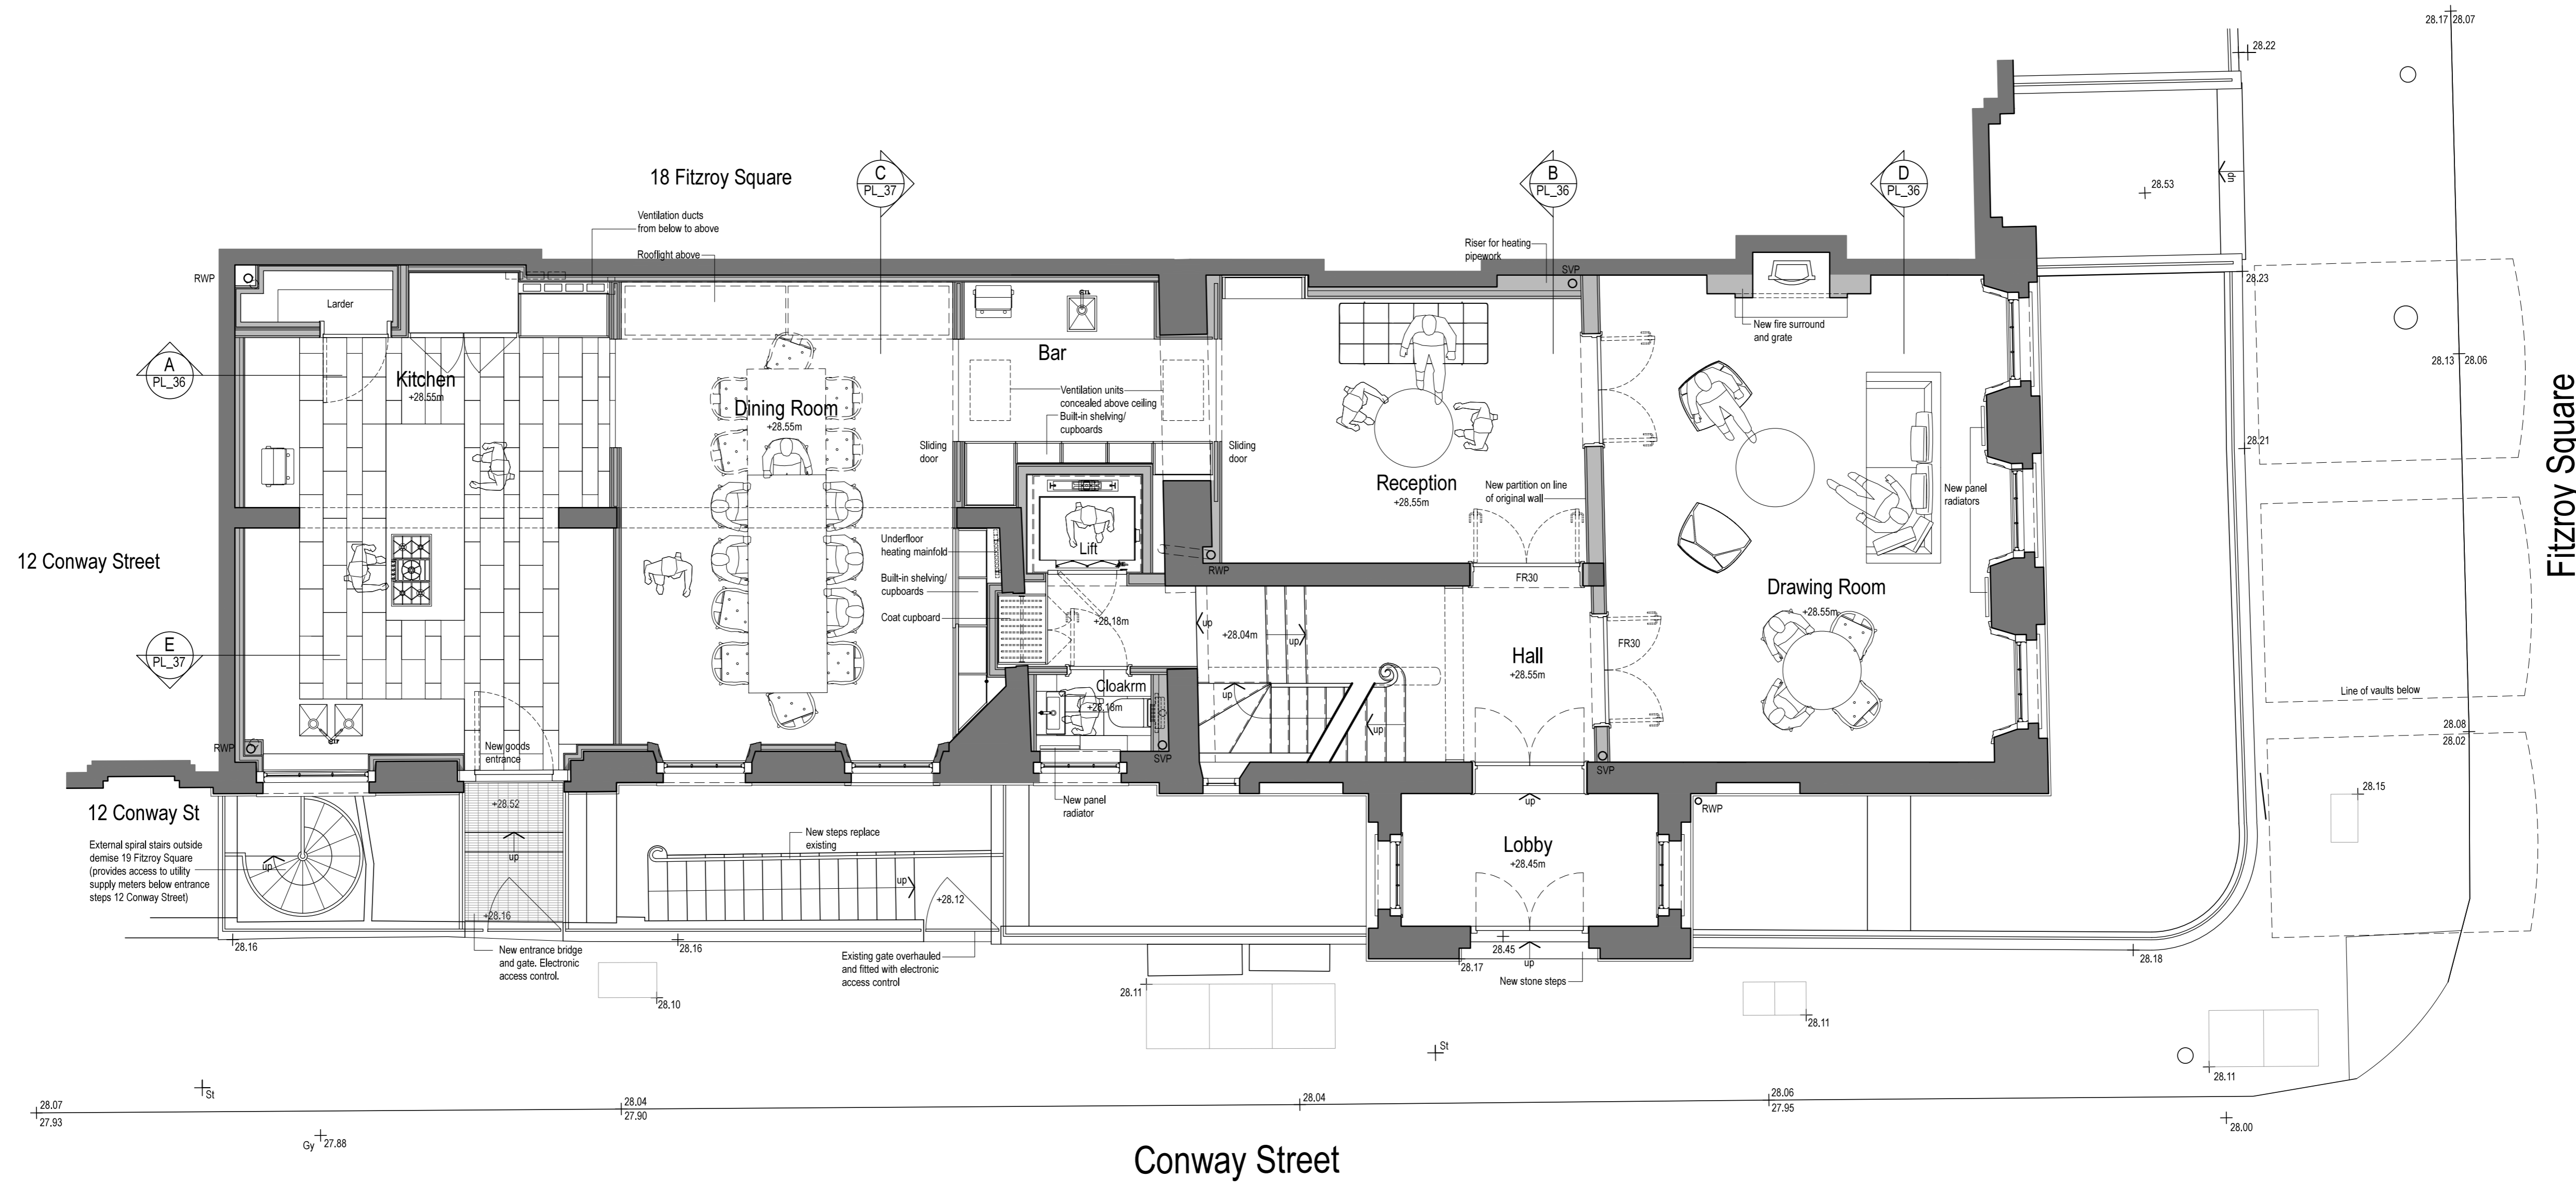 28.17 28.07
28.22
18 Fitzroy Square
C
PL_37
B
PL_36
D
PL_36
28.53
dn
Ventilation ducts
from below to above
Rooflight above
Riser for heating
pipework
SVP
RWP
28.23
Larder
New fire surround
and grate
Bar
28.13 28.06
A
PL_36
Kitchen
+28.55m
Dining Room
+28.55m
Ventilation units
concealed above ceiling
Built-in shelving/
cupboards
Sliding
door
Sliding
door
28.21
Fitzroy Square
Reception
+28.55m
New partition on line
of original wall
New panel
radiators
12 Conway Street
Underfloor
heating mainfold
Lift
RWP
FR30
Built-in shelving/
cupboards
Drawing Room
+28.55m
Coat cupboard
+28.18m
up
+28.04m
up
FR30
E
PL_37
Hall
+28.55m
Cloakrm
+28.18m
up
up
Line of vaults below
28.08
28.02
RWP
New goods
entrance
SVP
SVP
28.15
+28.52
New panel
radiator
up
RWP
12 Conway St
External spiral stairs outside
demise 19 Fitzroy Square
(provides access to utility
supply meters below entrance
steps 12 Conway Street)
up
up
New steps replace
existing
up
Lobby
+28.45m
+28.12
+28.16
28.16
28.16
New entrance bridge
and gate. Electronic
access control.
Existing gate overhauled
and fitted with electronic
access control
28.45
up
28.17
New stone steps
28.18
28.10
28.11
28.11
St
28.11
St
28.07
27.93
28.04
27.90
28.04
28.06
27.95
28.00
Gy
27.88
Conway Street